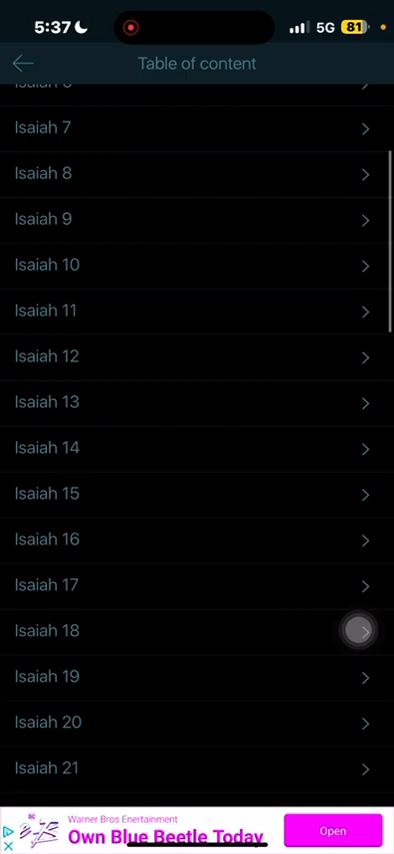 5:37
5G
81
Table of content
Isaiah 7
Isaiah 8
Isaiah 9
Isaiah 10
Isaiah 11
Isaiah 12
Isaiah 13
Isaiah 14
Isaiah 15
Isaiah 16
Isaiah 17
Isaiah 18
Isaiah 19
Isaiah 20
Isaiah 21
Warner Bros Enertainment
Own Blue Beetle Today
Open